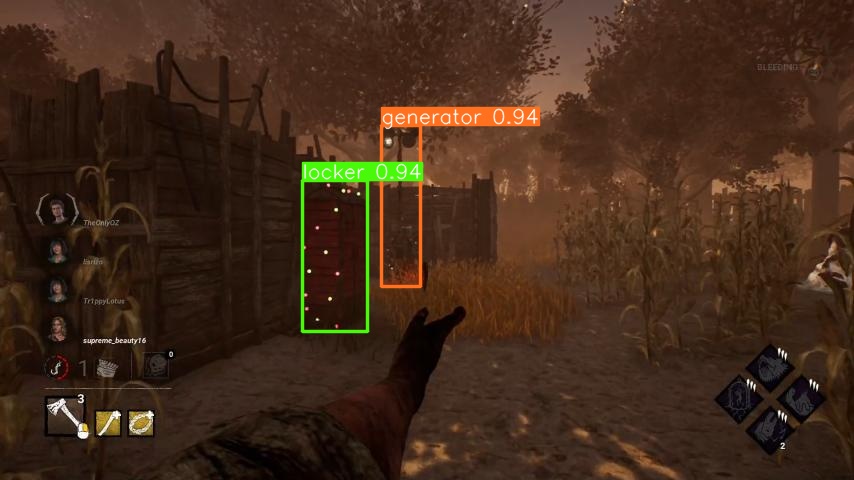 BLEEDING
generator 0.94
locker 0.94
TheOnlyOZ
Tr1ppyLotus
supreme_beauty16
1
0
3
2